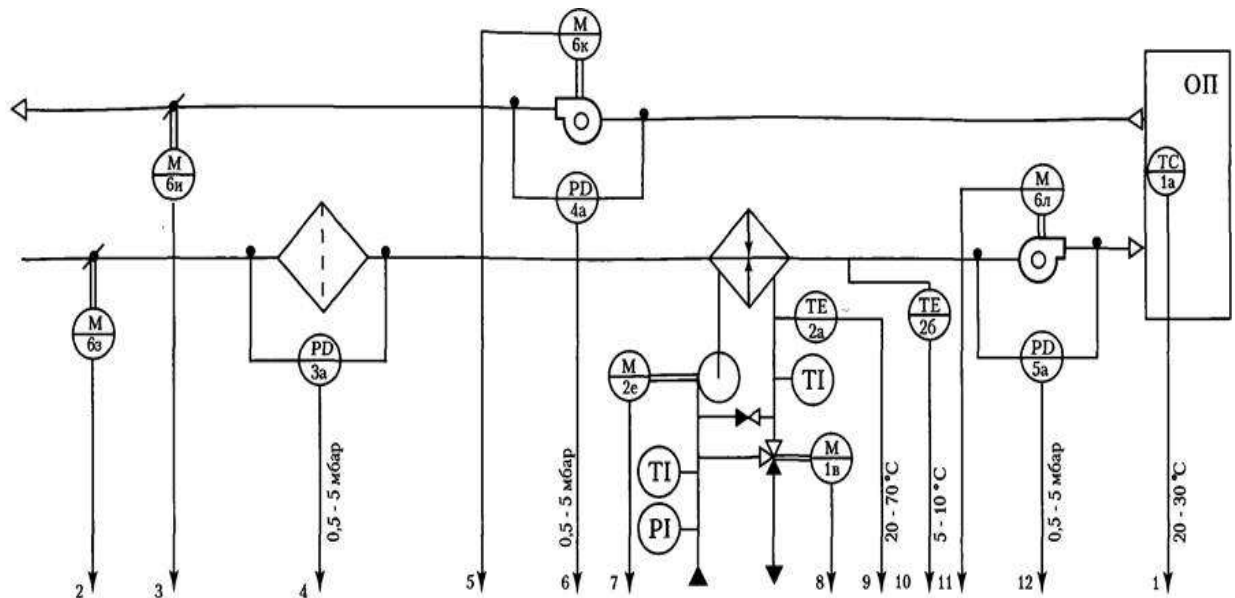 М
6к
ОП
М
6и
PD
4а
М
6л
ТС
1а
М
6з
PD
3а
ТЕ
2а
ТЕ
2б
PD
5а
М
2е
TI
TI
М
1в
PI
0,5 - 5 мбар
0,5 - 5 мбар
20 - 70 °C
5 - 10 °C
0,5 - 5 мбар
20 - 30 °C
2
3
4
5
6
7
8
9
10
11
12
1